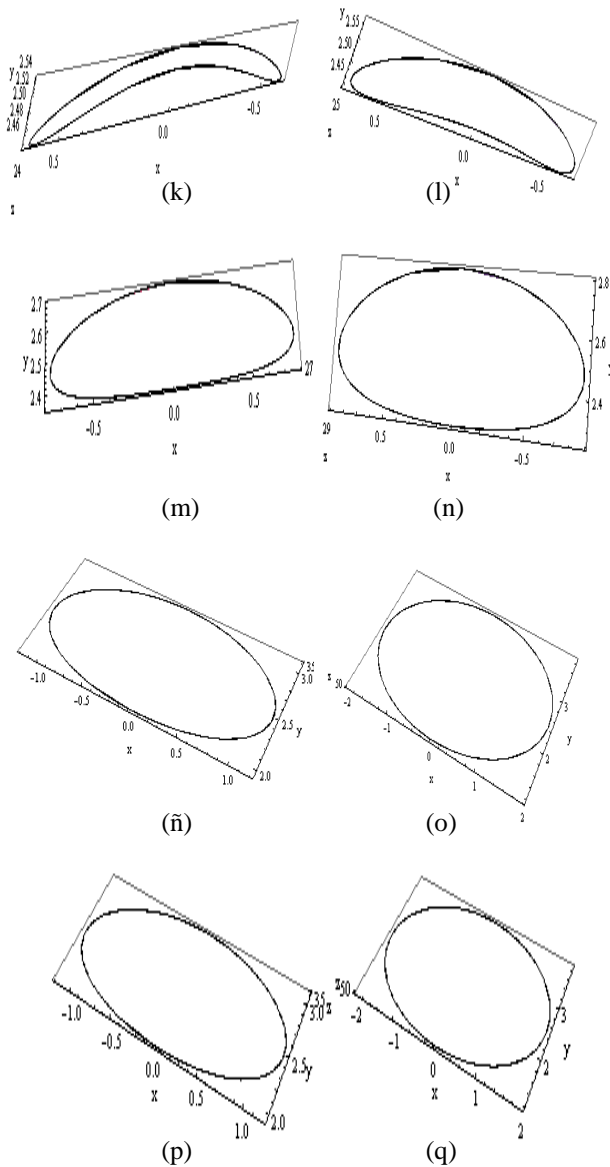 y 2.54 2.52 2.50 2.48 2.46
24 0.5 0.0 -0.5
x
z
(k)
y 2.55 2.50 2.45
25 0.5 0.0 -0.5
z
x
(l)
2.7 2.6 2.5 2.4
y
-0.5 0.0 0.5 27
x
(m)
2.8 2.6 2.4
29 0.5 0.0 -0.5
z
x
(n)
-1.0 -0.5 0.0 0.5 1.0
x
35 3.0 2.5 2.0
y
(ñ)
z 50
-2 -1 0 1 2
x
3 2
y
(o)
-1.0 -0.5 0.0 0.5 1.0
x
35 z 3.0 2.5 2.0
y
(p)
z 50
-2 -1 0 1 2
x
3 2
y
(q)